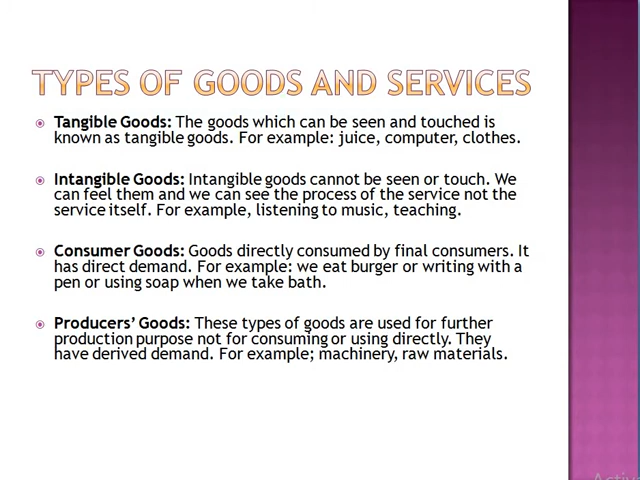 TYPES OF GOODS AND SERVICES
Tangible Goods: The goods which can be seen and touched is
known as tangible goods. For example: juice, computer, clothes.
Intangible Goods: Intangible goods cannot be seen or touch. We
can feel them and we can see the process of the service not the
service itself. For example, listening to music, teaching.
Consumer Goods: Goods directly consumed by final consumers. It
has direct demand. For example: we eat burger or writing with a
pen or using soap when we take bath.
Producers’ Goods: These types of goods are used for further
production purpose not for consuming or using directly. They
have derived demand. For example; machinery, raw materials.